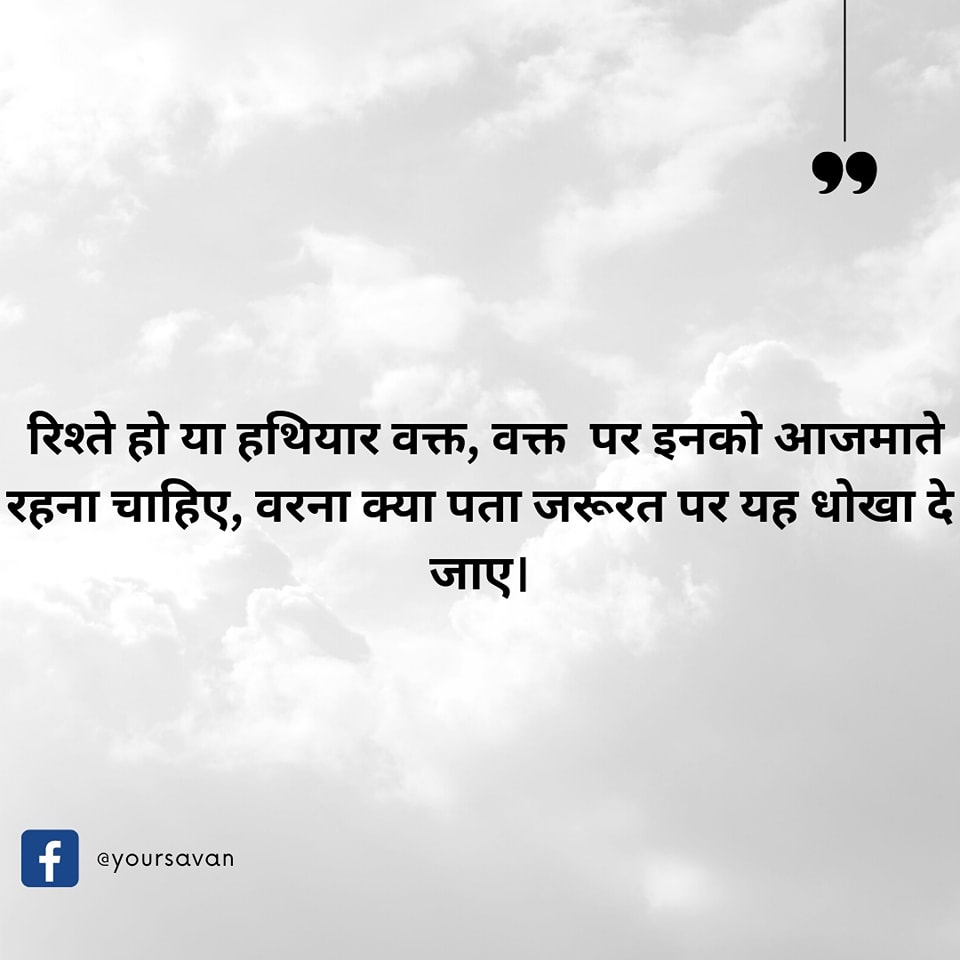 ”
रिश्ते हो या हथियार वक्त, वक्त पर इनको आजमाते
रहना चाहिए, वरना क्या पता जरूरत पर यह धोखा दे
जाए।
@yoursavan